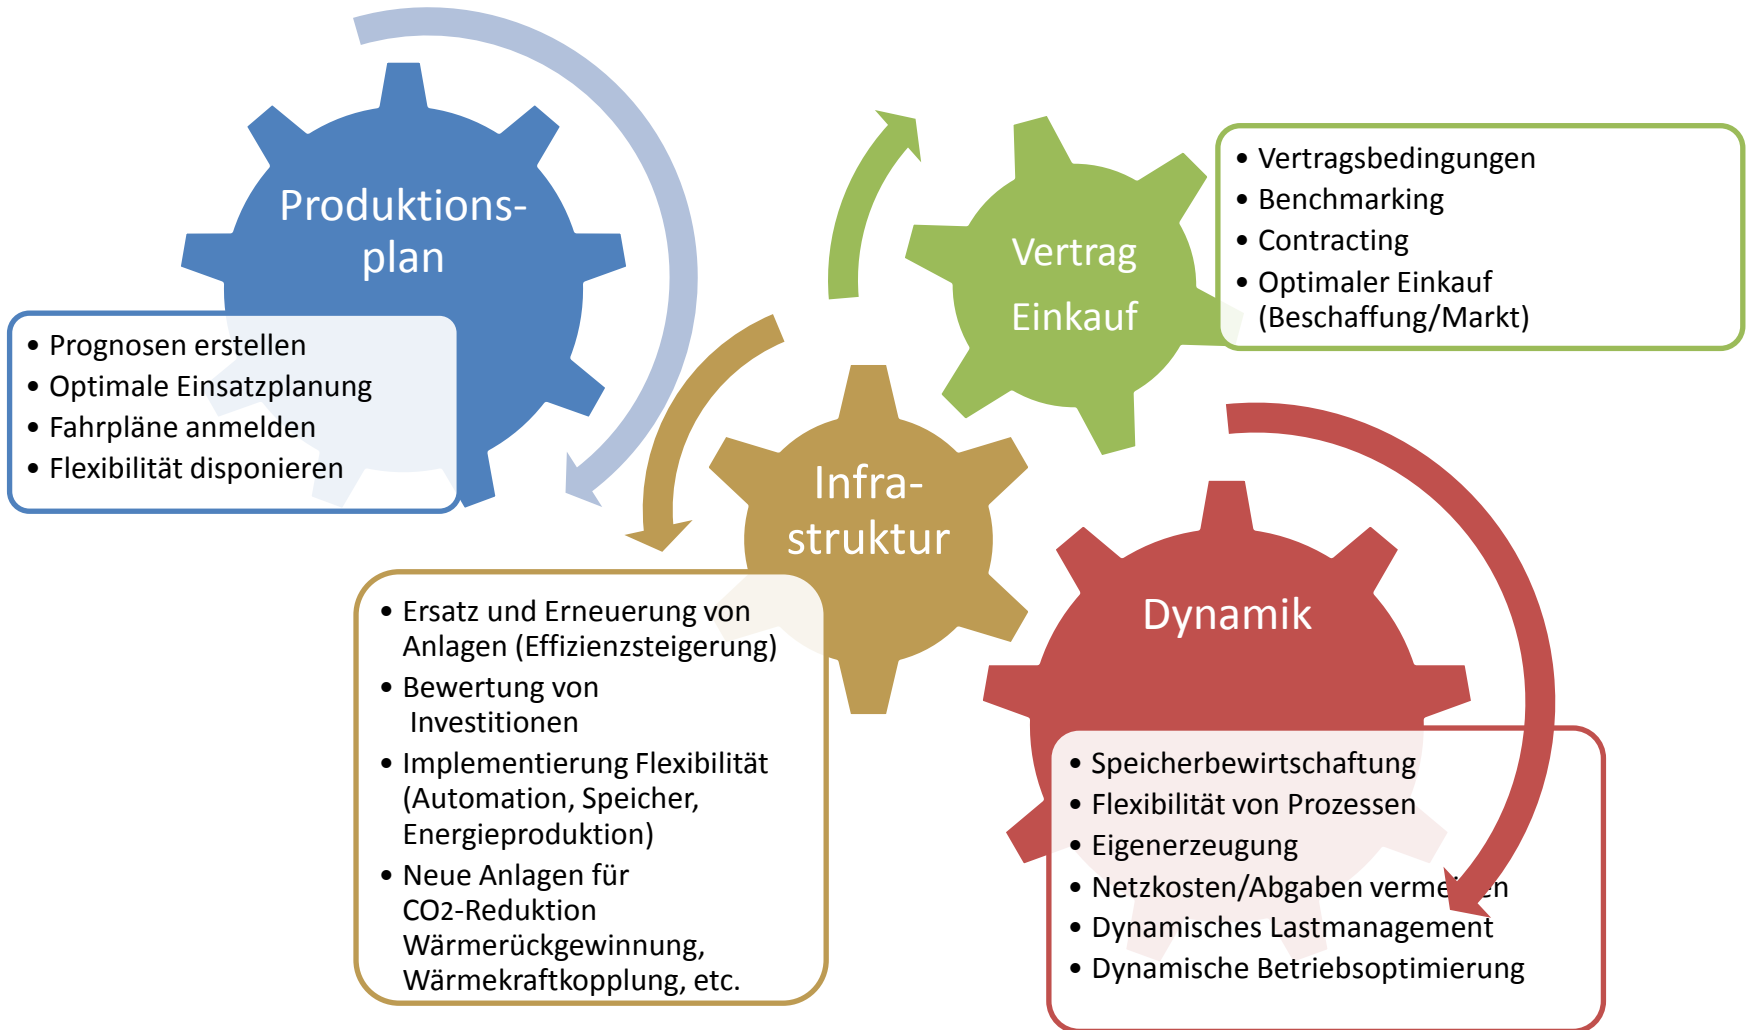 Produktions-
plan
• Prognosen erstellen
• Optimale Einsatzplanung
• Fahrpläne anmelden
• Flexibilität disponieren
Vertrag
Einkauf
• Vertragsbedingungen
• Benchmarking
• Contracting
• Optimaler Einkauf
(Beschaffung/Markt)
Infra-
struktur
• Ersatz und Erneuerung von
Anlagen (Effizienzsteigerung)
• Bewertung von
Investitionen
• Implementierung Flexibilität
(Automation, Speicher,
Energieproduktion)
• Neue Anlagen für
CO2-Reduktion
Wärmerückgewinnung,
Wärmekraftkopplung, etc.
Dynamik
• Speicherbewirtschaftung
• Flexibilität von Prozessen
• Eigenerzeugung
• Netzkosten/Abgaben vermeiden
• Dynamisches Lastmanagement
• Dynamische Betriebsoptimierung